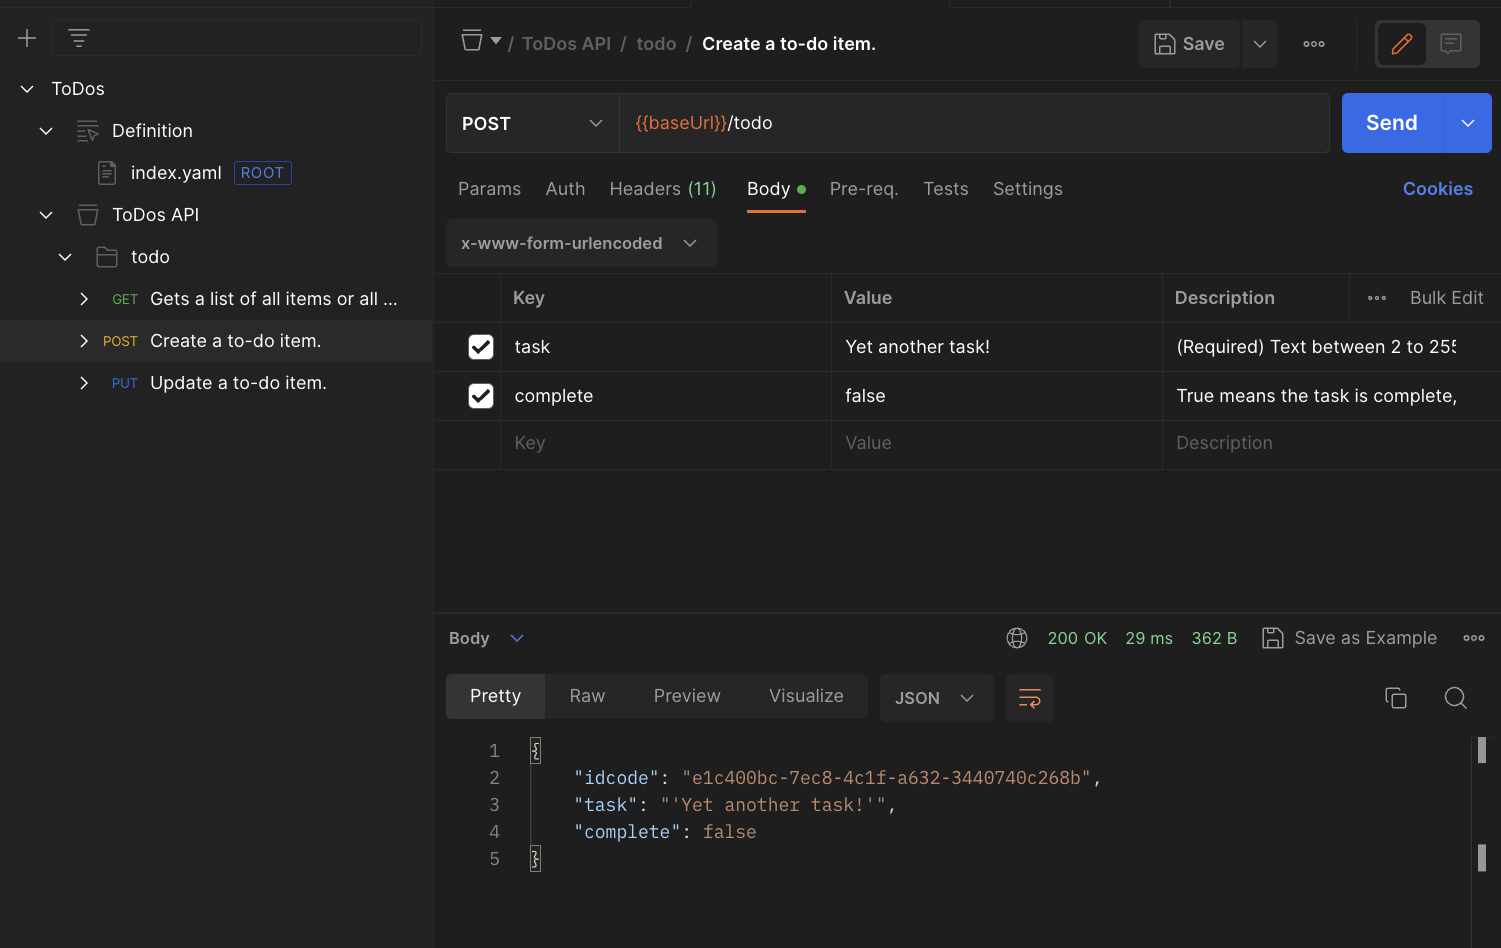 ToDos
Definition
index.yaml ROOT
ToDos API
todo
GET Gets a list of all items or all ...
POST Create a to-do item.
PUT Update a to-do item.
/ ToDos API / todo / Create a to-do item.
Save
POST {{baseUrl}}/todo
Send
Params Auth Headers (11) Body Pre-req. Tests Settings Cookies
x-www-form-urlencoded
Key Value Description Bulk Edit
task Yet another task! (Required) Text between 2 to 255
complete false True means the task is complete,
Key Value Description
Body 200 OK 29 ms 362 B Save as Example
Pretty Raw Preview Visualize JSON
1 {
2 "idcode": "e1c400bc-7ec8-4c1f-a632-3440740c268b",
3 "task": "'Yet another task!'",
4 "complete": false
5 }